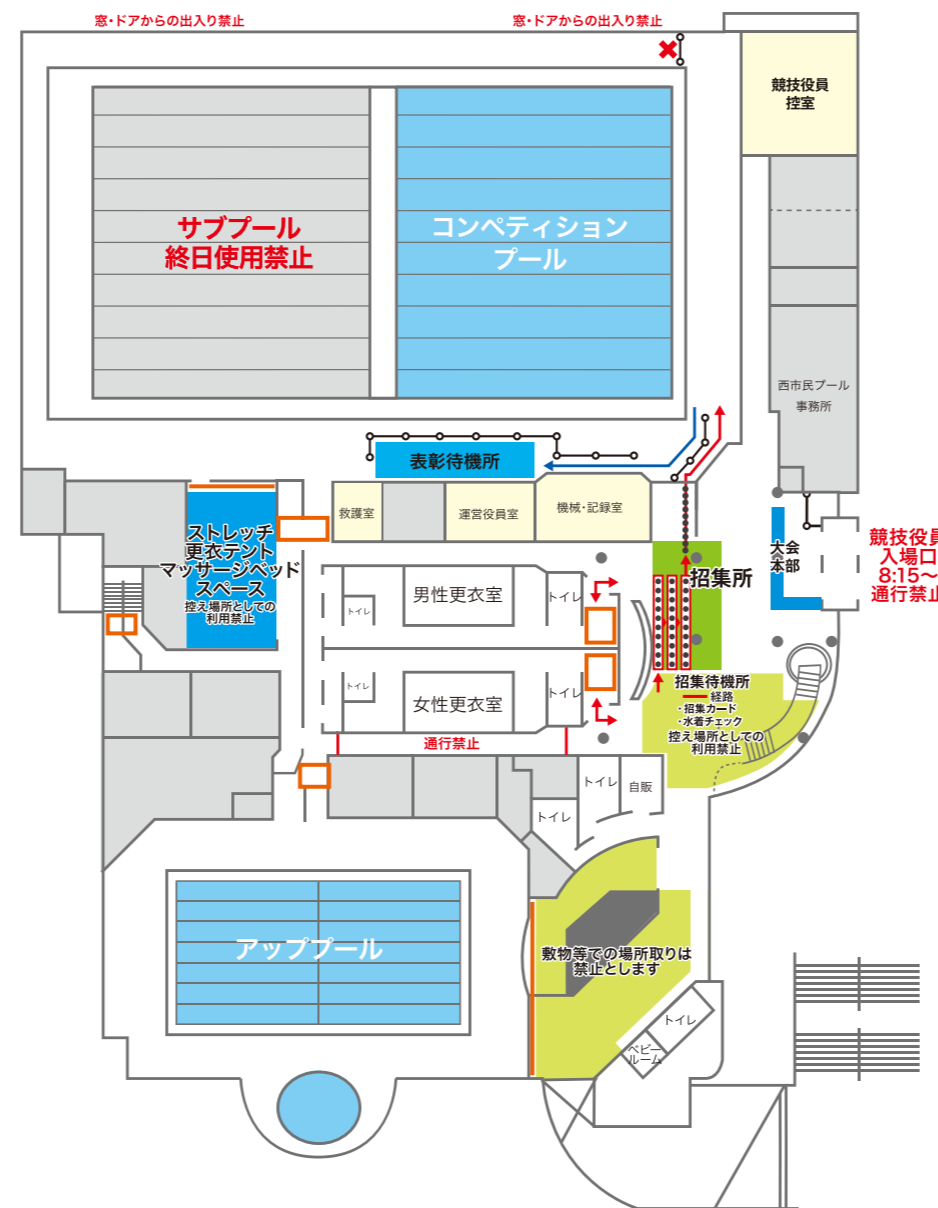 窓・ドアからの出入り禁止
窓・ドアからの出入り禁止
競技役員
控室
サブプール
終日使用禁止
コンペティション
プール
西市民プール
事務所
表彰待機所
救護室
運営役員室
機械・記録室
ストレッチ
更衣テント
マッサージベッド
スペース
控え場所としての
利用禁止
大会
本部
競技役員
入場口
8:15～
通行禁止
招集所
男性更衣室
トイレ
トイレ
女性更衣室
トイレ
トイレ
招集待機所
経路
・招集カード
・水着チェック
控え場所としての
利用禁止
通行禁止
トイレ
自販
トイレ
アッププール
敷物等での場所取りは
禁止とします
トイレ
ベビー
ルーム